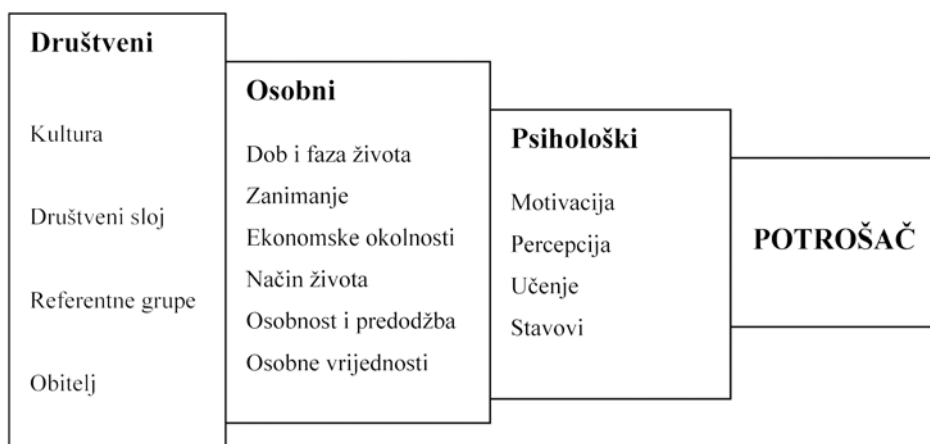 Društveni
Kultura
Društveni sloj
Referentne grupe
Obitelj
Osobni
Dob i faza života
Zanimanje
Ekonomske okolnosti
Način života
Osobnost i predodžba
Osobne vrijednosti
Psihološki
Motivacija
Percepcija
Učenje
Stavovi
POTROŠAČ